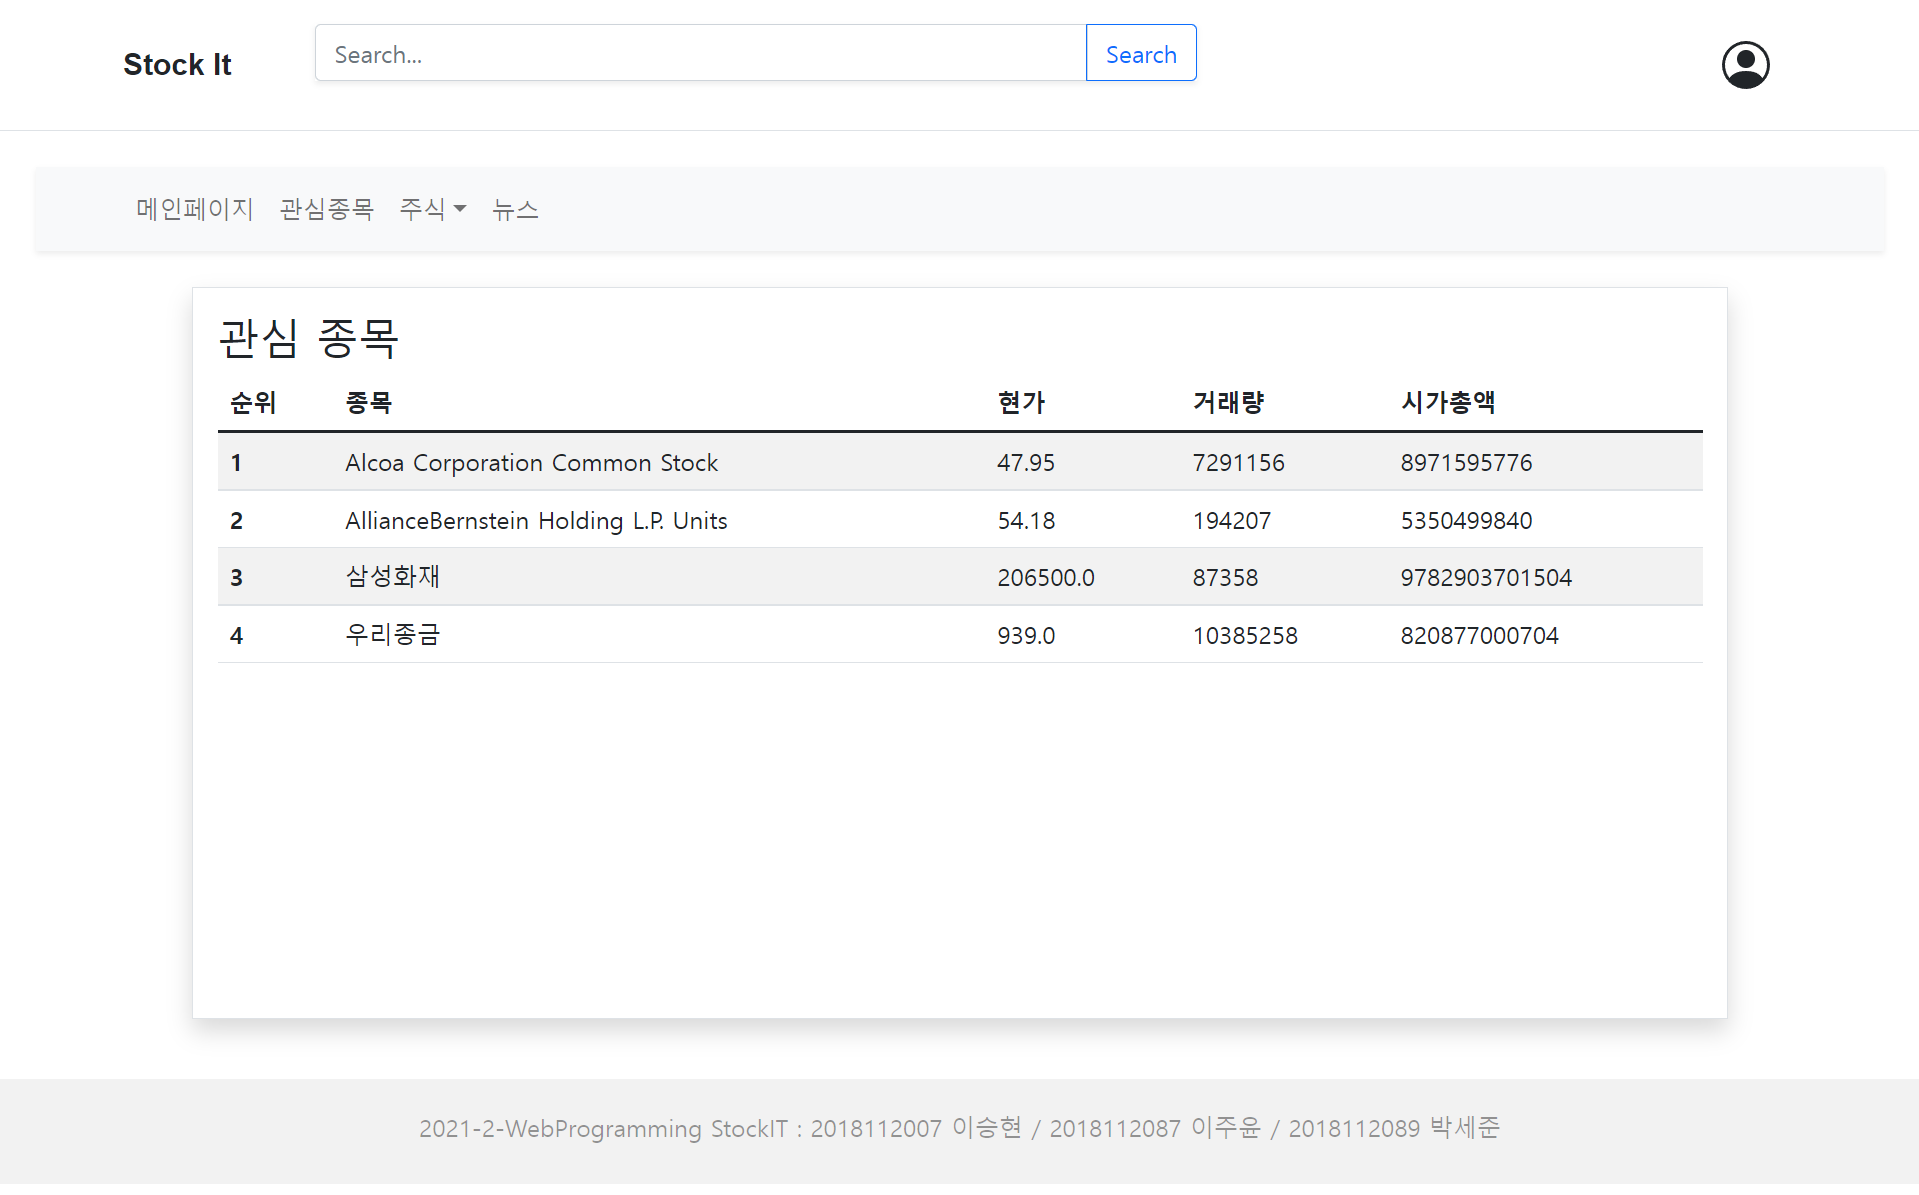 Stock It
Search...
Search
메인페이지 관심종목 주식 뉴스
관심 종목
순위 종목 현가 거래량 시가총액
1 Alcoa Corporation Common Stock 47.95 7291156 8971595776
2 AllianceBernstein Holding L.P. Units 54.18 194207 5350499840
3 삼성화재 206500.0 87358 9782903701504
4 우리종금 939.0 10385258 820877000704
2021-2-WebProgramming StockIT : 2018112007 이승현 / 2018112087 이주윤 / 2018112089 박세준